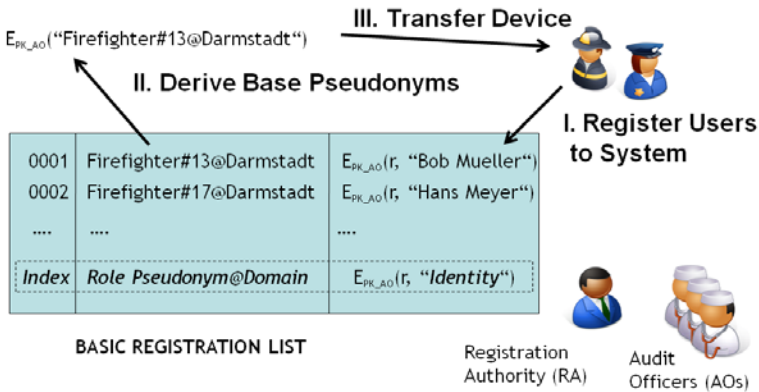 III. Transfer Device
E_PK_AO("Firefighter#13@Darmstadt“)
II. Derive Base Pseudonyms
I. Register Users
to System
0001 Firefighter#13@Darmstadt E_PK_AO(r, "Bob Mueller“)
0002 Firefighter#17@Darmstadt E_PK_AO(r, "Hans Meyer“)
.... .... ....
Index Role Pseudonym@Domain E_PK_AO(r, "Identity“)
BASIC REGISTRATION LIST
Registration
Authority (RA)
Audit
Officers (AOs)